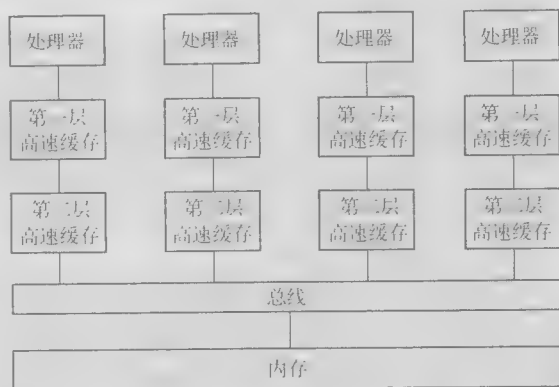 处理器 处理器 处理器 处理器
第一层 第一层 第一层 第一层
高速缓存 高速缓存 高速缓存 高速缓存
第二层 第二层 第二层 第二层
高速缓存 高速缓存 高速缓存 高速缓存
总线
内存